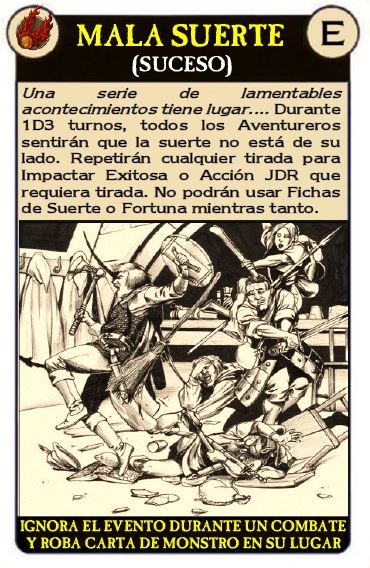 MALA SUERTE
E
(SUCESO)
Una serie de lamentables
acontecimientos tiene lugar.... Durante
1D3 turnos, todos los Aventureros
sentirán que la suerte no está de su
lado. Repetirán cualquier tirada para
Impactar Exitosa o Acción JDR que
requiera tirada. No podrán usar Fichas
de Suerte o Fortuna mientras tanto.
IGNORA EL EVENTO DURANTE UN COMBATE
Y ROBA CARTA DE MONSTRO EN SU LUGAR